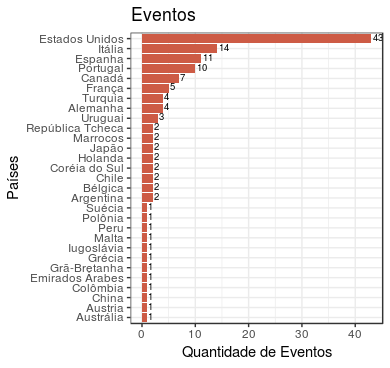 Eventos
Países
Estados Unidos 43
Itália 14
Espanha 11
Portugal 10
Canadá 7
França 5
Turquia 4
Alemanha 4
Uruguai 3
República Tcheca 2
Marrocos 2
Japão 2
Holanda 2
Coréia do Sul 2
Chile 2
Bélgica 2
Argentina 2
Suécia 1
Polônia 1
Peru 1
Malta 1
Iugoslávia 1
Grécia 1
Grã-Bretanha 1
Emirados Árabes 1
Colômbia 1
China 1
Áustria 1
Austrália 1
0 10 20 30 40
Quantidade de Eventos